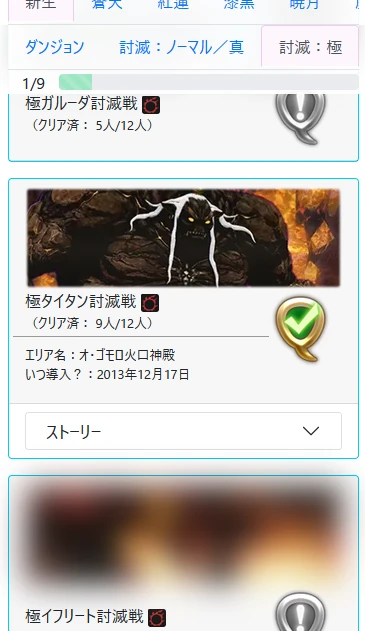 新生 蒼天 紅蓮 漆黒 暁月
ダンジョン 討滅：ノーマル／真 討滅：極
1/9
極ガルーダ討滅戦
（クリア済： 5人/12人）
極タイタン討滅戦
（クリア済： 9人/12人）
エリア名：オ・ゴモロ火口神殿
いつ導入？：2013年12月17日
ストーリー
極イフリート討滅戦